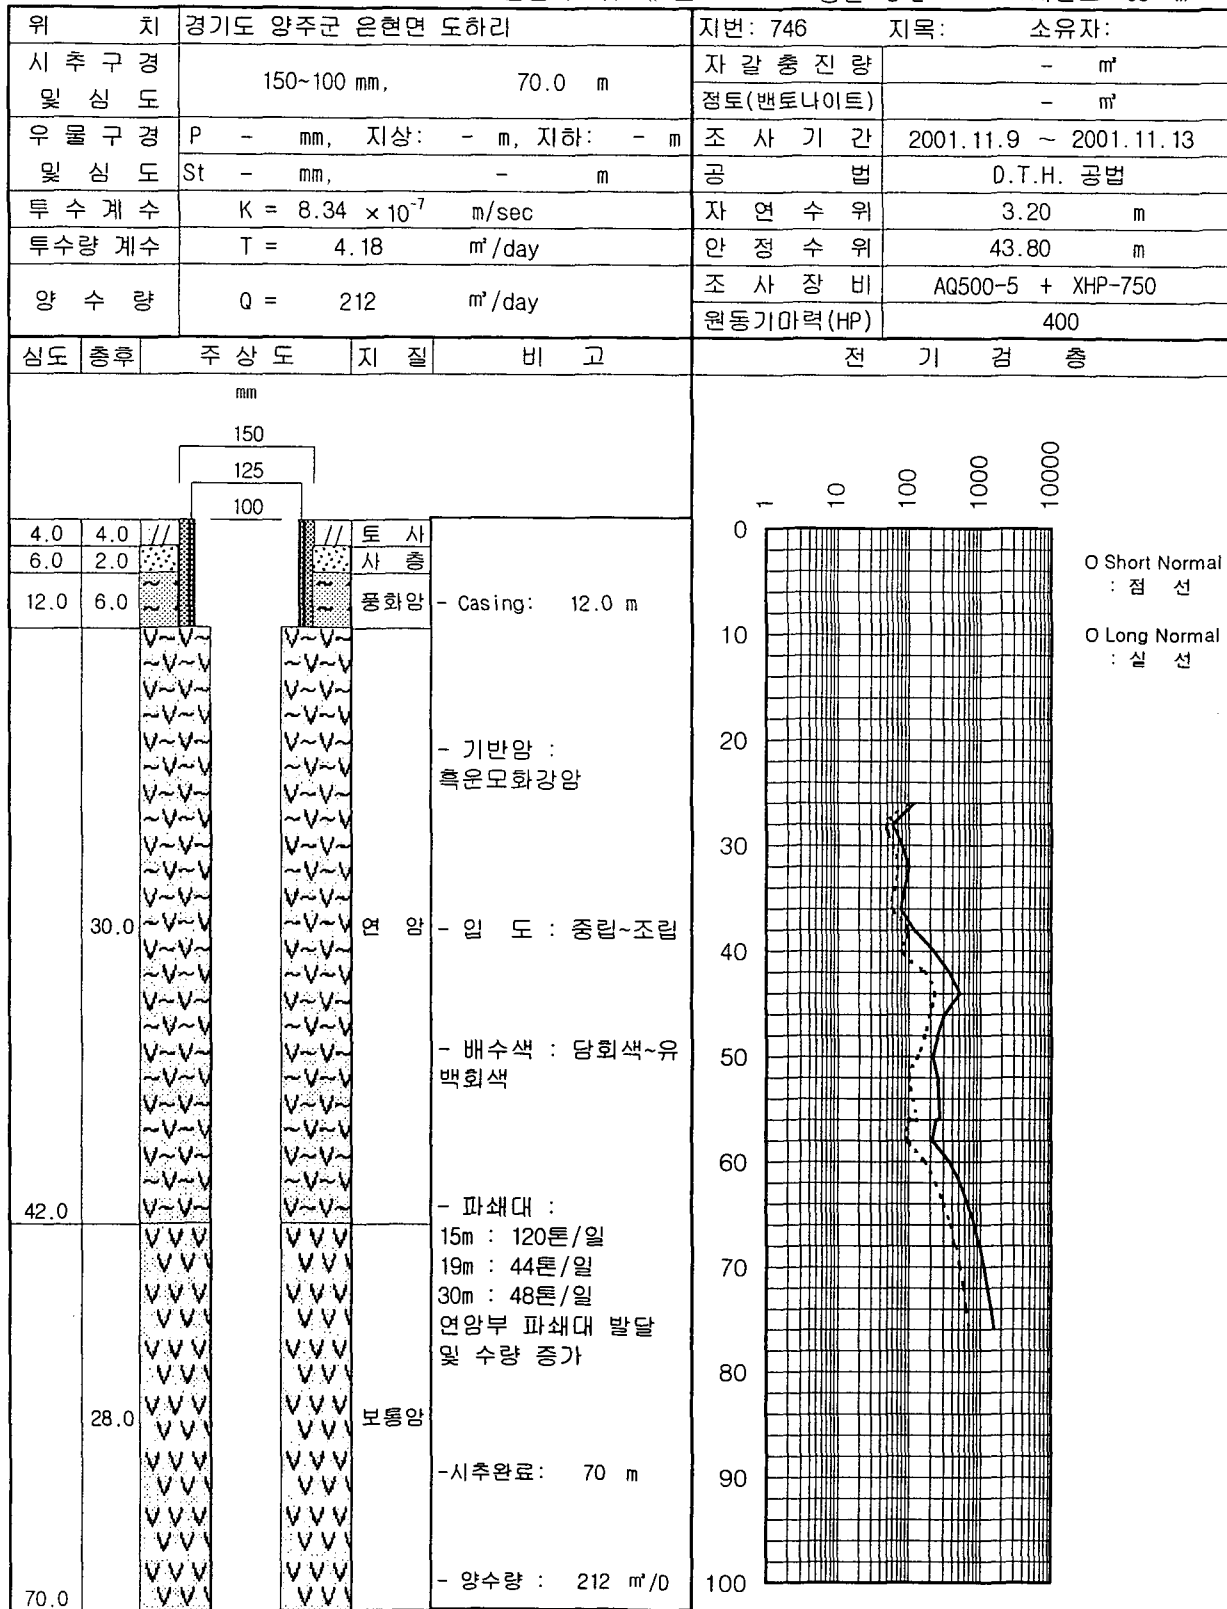 위 치 경기도 양주군 은현면 도하리 지번: 746 지목: 소유자:
시 추 구 경 및 심 도 150~100 mm, 70.0 m
자 갈 충 진 량 - ㎥
점토(밴토나이트) - ㎥
우 물 구 경 및 심 도 P - mm, 지상: - m, 지하: - m
St - mm, - m
조 사 기 간 2001.11.9 ~ 2001.11.13
공 법 D.T.H. 공법
투 수 계 수 K = 8.34 × 10⁻⁷ m/sec
자 연 수 위 3.20 m
투수량 계수 T = 4.18 ㎡/day
안 정 수 위 43.80 m
양 수 량 Q = 212 ㎥/day
조 사 장 비 AQ500-5 + XHP-750
원동기마력(HP) 400
심도 층후 주 상 도 지 질 비 고 전 기 검 층
mm
150
125
100
4.0 4.0 토 사
6.0 2.0 사 층
12.0 6.0 풍화암 - Casing: 12.0 m
- 기반암 :
흑운모화강암
30.0 연 암 - 입 도 : 중립~조립
- 배수색 : 담회색~유
백회색
42.0
- 파쇄대 :
15m : 120톤/일
19m : 44톤/일
30m : 48톤/일
연암부 파쇄대 발달
및 수량 증가
28.0 보통암
-시추완료: 70 m
- 양수량 : 212 ㎥/D
70.0
1 10 100 1000 10000
0
10
20
30
40
50
60
70
80
90
100
O Short Normal
: 점 선
O Long Normal
: 실 선